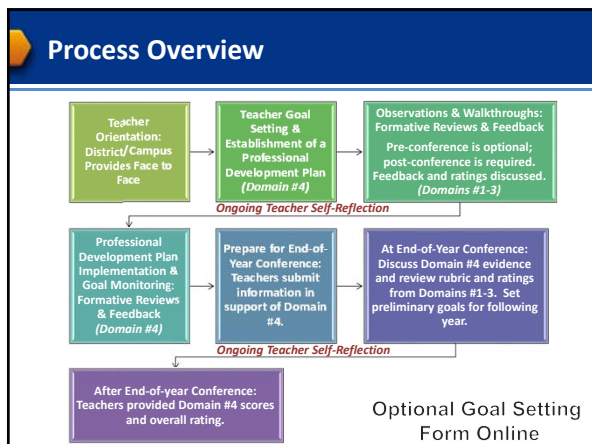 Process Overview
Teacher
Orientation:
District/Campus
Provides Face to
Face
Teacher Goal
Setting &
Establishment of a
Professional
Development Plan
(Domain #4)
Observations & Walkthroughs:
Formative Reviews & Feedback
Pre-conference is optional;
post-conference is required.
Feedback and ratings discussed.
(Domains #1-3)
Ongoing Teacher Self-Reflection
Professional
Development Plan
Implementation &
Goal Monitoring:
Formative Reviews
& Feedback
(Domain #4)
Prepare for End-of-
Year Conference:
Teachers submit
information in
support of Domain
#4.
At End-of-Year Conference:
Discuss Domain #4 evidence
and review rubric and ratings
from Domains #1-3. Set
preliminary goals for following
year.
Ongoing Teacher Self-Reflection
After End-of-year Conference:
Teachers provided Domain #4 scores
and overall rating.
Optional Goal Setting
Form Online